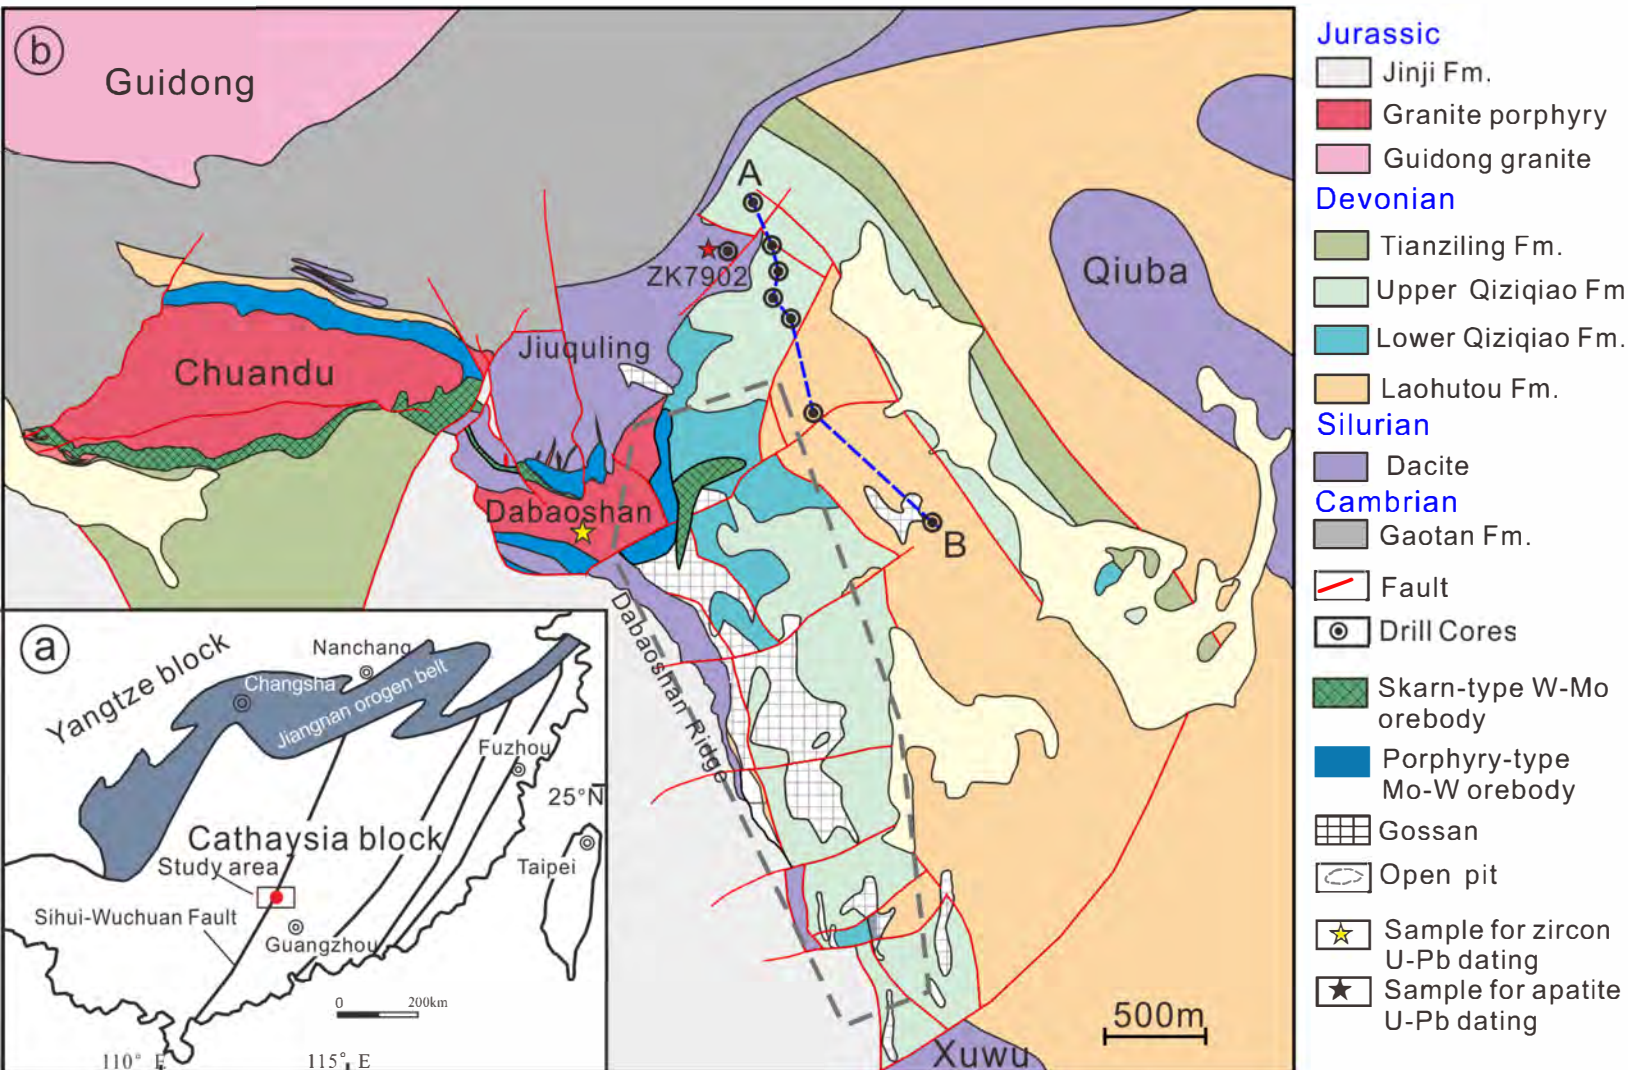 b
Guidong
A
ZK7902
Qiuba
Jiuquling
Chuandu
Dabaoshan
B
Dabaoshan Ridge
Xuwu
500m
a
Yangtze block
Nanchang
Changsha
Jiangnan orogen belt
Fuzhou
25°N
Cathaysia block
Study area
Taipei
Sihui-Wuchuan Fault
Guangzhou
0 200km
110° E
115° E
Jurassic
Jinji Fm.
Granite porphyry
Guidong granite
Devonian
Tianziling Fm.
Upper Qiziqiao Fm
Lower Qiziqiao Fm.
Laohutou Fm.
Silurian
Dacite
Cambrian
Gaotan Fm.
Fault
Drill Cores
Skarn-type W-Mo
orebody
Porphyry-type
Mo-W orebody
Gossan
Open pit
Sample for zircon
U-Pb dating
Sample for apatite
U-Pb dating